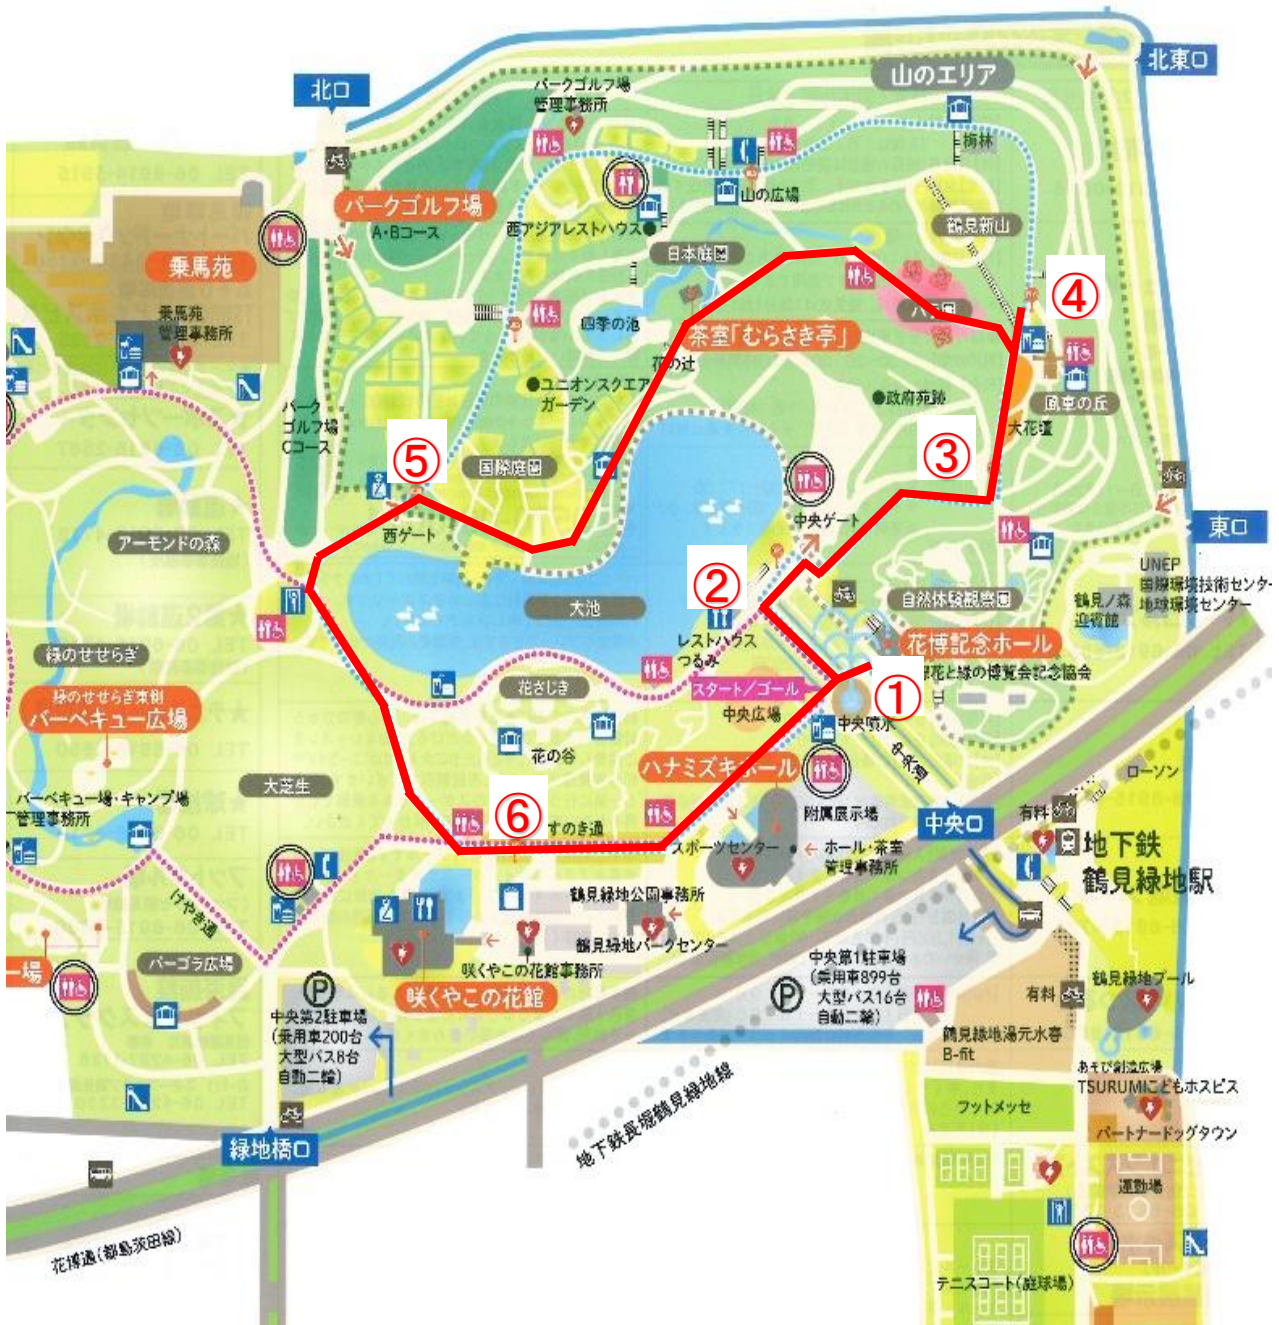 北東口
山のエリア
北口
パークゴルフ場
管理事務所
梅林
山の広場
パークゴルフ場
A・Bコース
西アジアレストハウス
鶴見新山
日本庭園
乗馬苑
乗馬苑
管理事務所
④
四季の池
茶室「むらさき亭」
花の辻
ユニオンスクエア
ガーデン
政府苑跡
風車の丘
大花壇
パーク
ゴルフ場
Cコース
⑤
③
国際庭園
西ゲート
中央ゲート
東口
アーモンドの森
UNEP
国際環境技術センター
地球環境センター
②
大池
自然体験観察園
鶴見ノ森
迎賓館
レストハウス
つるみ
花博記念ホール
花と緑の博覧会記念協会
緑のせせらぎ
緑のせせらぎ東側
バーベキュー広場
花さじき
スタート/ゴール
中央広場
①
中央噴水
花の谷
ハナミズキホール
中央通
大芝生
ローソン
バーベキュー場・キャンプ場
管理事務所
⑥
すのき通
附属展示場
中央口
有料
地下鉄
鶴見緑地駅
スポーツセンター
ホール・茶室
管理事務所
けやき通
鶴見緑地公園事務所
鶴見緑地パークセンター
咲くやこの花館事務所
咲くやこの花館
パーゴラ広場
ー場
P
中央第2駐車場
(乗用車200台
大型バス8台
自動二輪)
P
中央第1駐車場
(乗用車899台
大型バス16台
自動二輪)
有料
鶴見緑地プール
鶴見緑地湯元水春
B-fit
あそび創造広場
TSURUMIこどもホスピス
パートナードッグタウン
フットメッセ
地下鉄長堀鶴見緑地線
緑地橋口
運動場
花博通(都島茨田線)
テニスコート(庭球場)